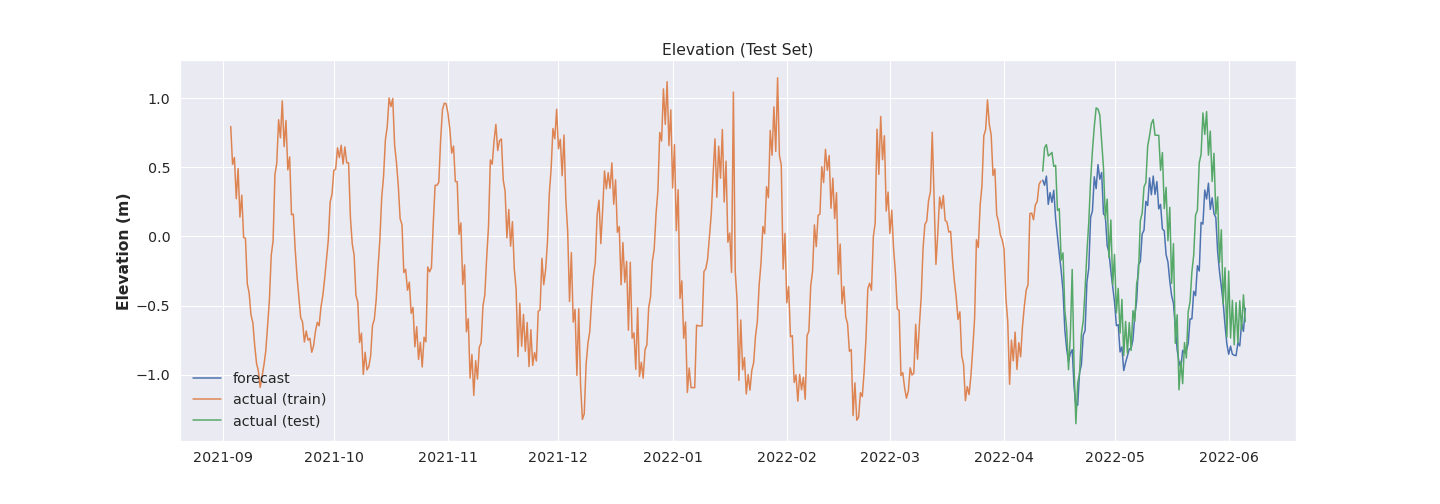 Elevation (Test Set)
Elevation (m)
1.0
0.5
0.0
−0.5
−1.0
forecast
actual (train)
actual (test)
2021-09 2021-10 2021-11 2021-12 2022-01 2022-02 2022-03 2022-04 2022-05 2022-06